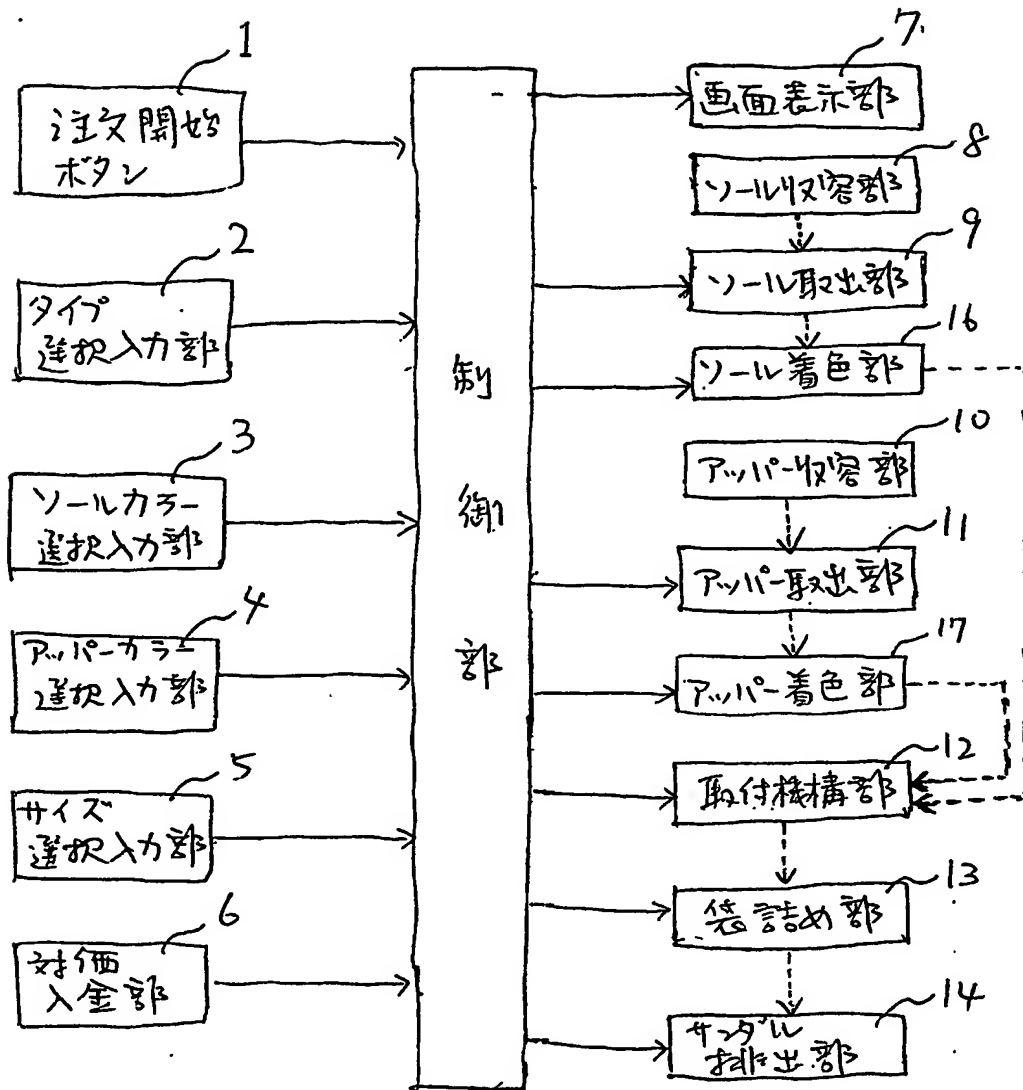 1
注文開始
ボタン
2
タイプ
選択入力部
3
ソールカラー
選択入力部
4
アッパーカラー
選択入力部
5
サイズ
選択入力部
6
対価
入金部
制
御
部
7
画面表示部
8
ソール収容部
9
ソール取出部
16
ソール着色部
10
アッパー収容部
11
アッパー取出部
17
アッパー着色部
12
取付機構部
13
袋詰め部
14
サンダル
排出部